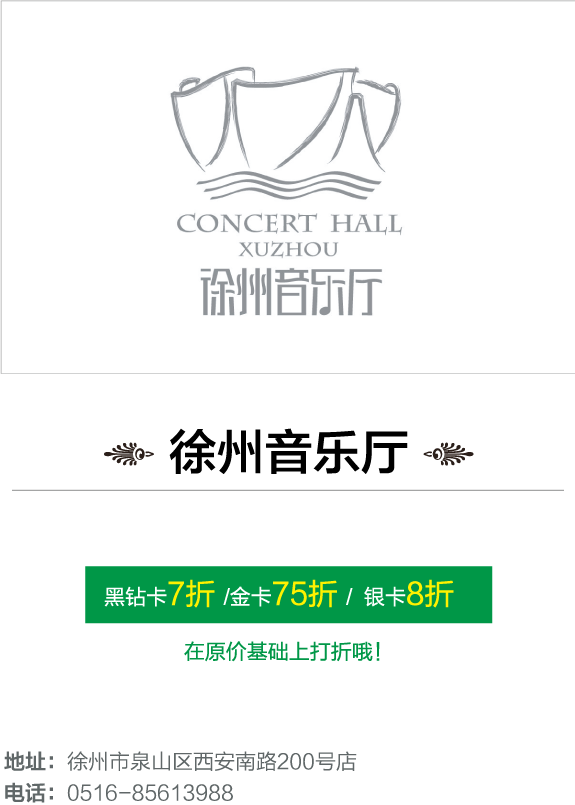 CONCERT HALL
XUZHOU
徐州音乐厅
徐州音乐厅
黑钻卡7折 /金卡75折 / 银卡8折
在原价基础上打折哦！
地址：徐州市泉山区西安南路200号店
电话：0516-85613988